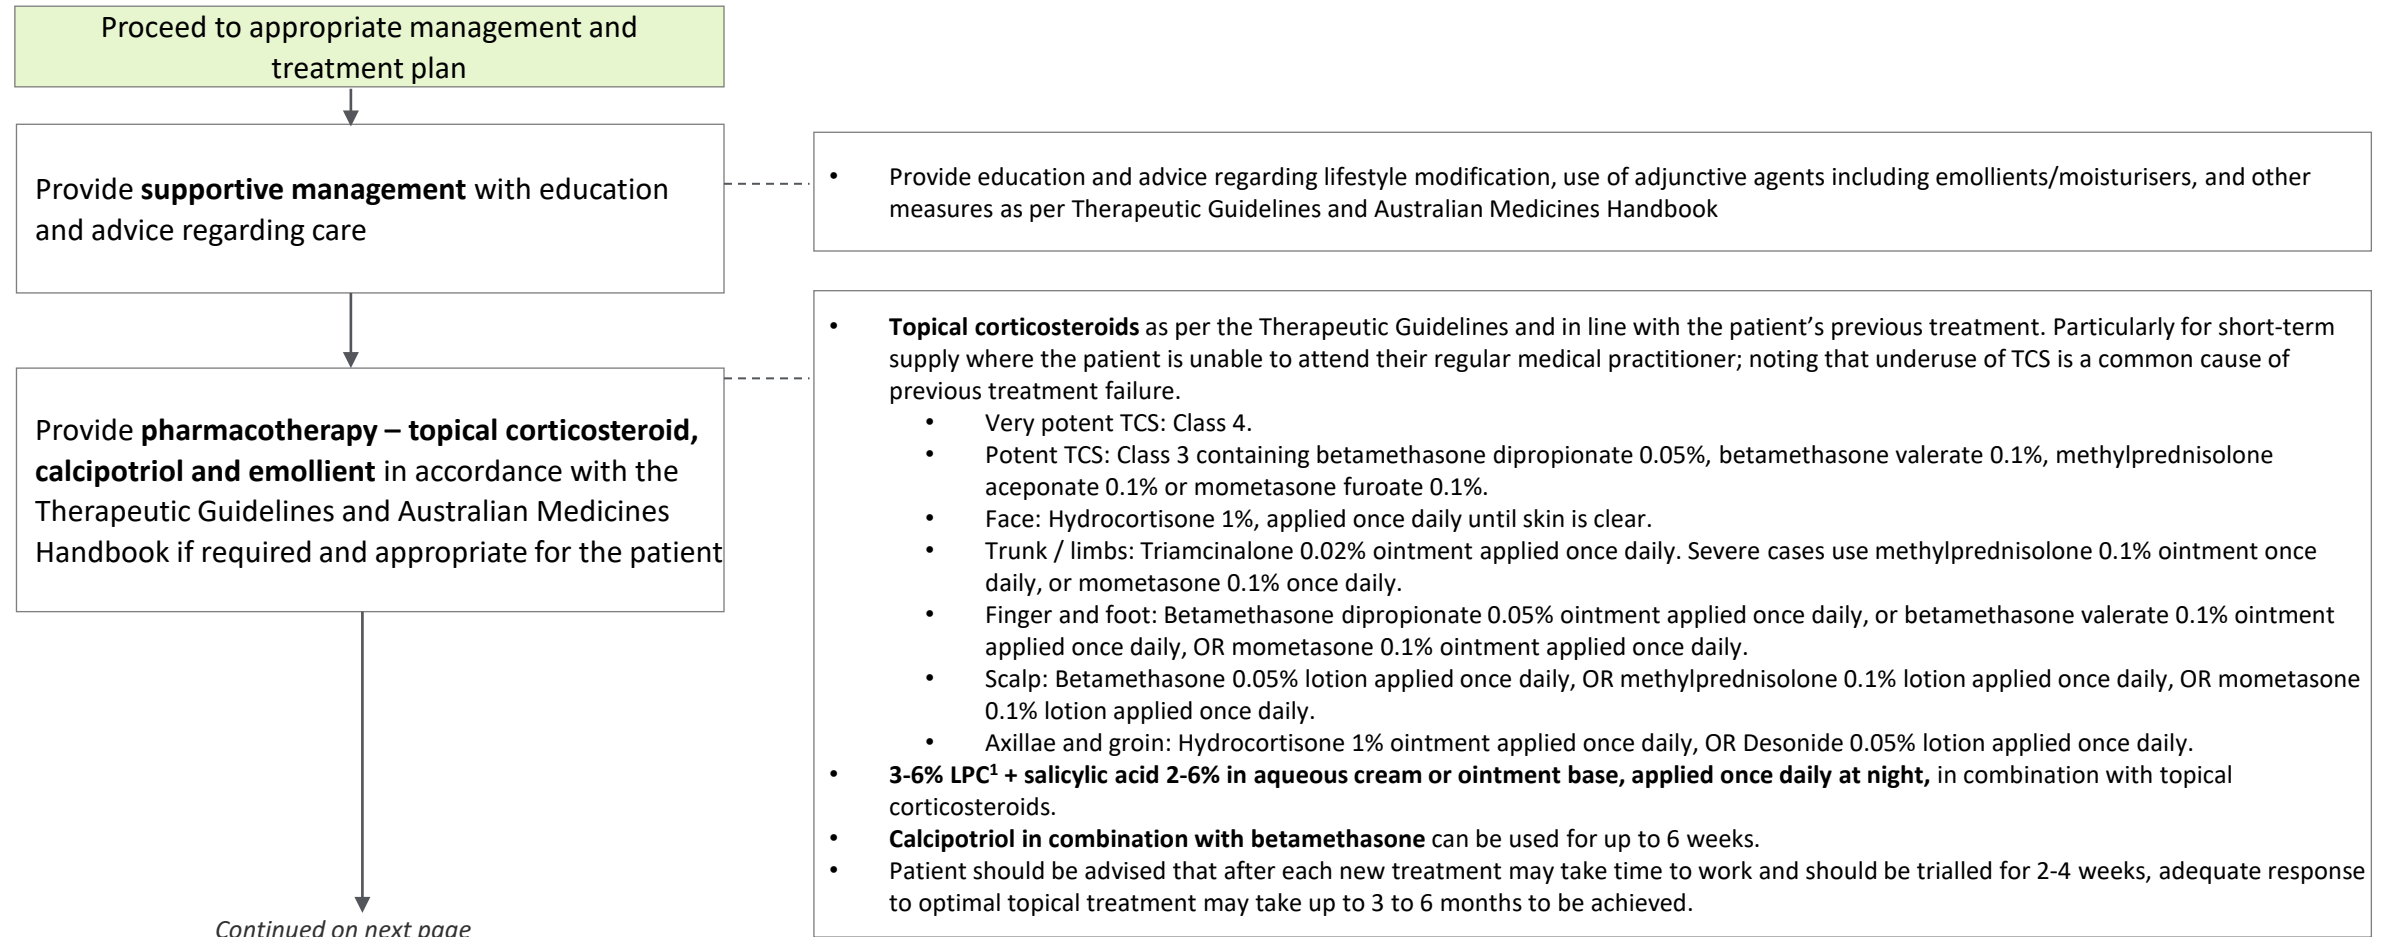 Proceed to appropriate management and
treatment plan
Provide supportive management with education
and advice regarding care
• Provide education and advice regarding lifestyle modification, use of adjunctive agents including emollients/moisturisers, and other
measures as per Therapeutic Guidelines and Australian Medicines Handbook
Provide pharmacotherapy – topical corticosteroid,
calcipotriol and emollient in accordance with the
Therapeutic Guidelines and Australian Medicines
Handbook if required and appropriate for the patient
• Topical corticosteroids as per the Therapeutic Guidelines and in line with the patient’s previous treatment. Particularly for short-term
supply where the patient is unable to attend their regular medical practitioner; noting that underuse of TCS is a common cause of
previous treatment failure.
• Very potent TCS: Class 4.
• Potent TCS: Class 3 containing betamethasone dipropionate 0.05%, betamethasone valerate 0.1%, methylprednisolone
aceponate 0.1% or mometasone furoate 0.1%.
• Face: Hydrocortisone 1%, applied once daily until skin is clear.
• Trunk / limbs: Triamcinalone 0.02% ointment applied once daily. Severe cases use methylprednisolone 0.1% ointment once
daily, or mometasone 0.1% once daily.
• Finger and foot: Betamethasone dipropionate 0.05% ointment applied once daily, or betamethasone valerate 0.1% ointment
applied once daily, OR mometasone 0.1% ointment applied once daily.
• Scalp: Betamethasone 0.05% lotion applied once daily, OR methylprednisolone 0.1% lotion applied once daily, OR mometasone
0.1% lotion applied once daily.
• Axillae and groin: Hydrocortisone 1% ointment applied once daily, OR Desonide 0.05% lotion applied once daily.
• 3-6% LPC¹ + salicylic acid 2-6% in aqueous cream or ointment base, applied once daily at night, in combination with topical
corticosteroids.
• Calcipotriol in combination with betamethasone can be used for up to 6 weeks.
• Patient should be advised that after each new treatment may take time to work and should be trialled for 2-4 weeks, adequate response
to optimal topical treatment may take up to 3 to 6 months to be achieved.
Continued on next page